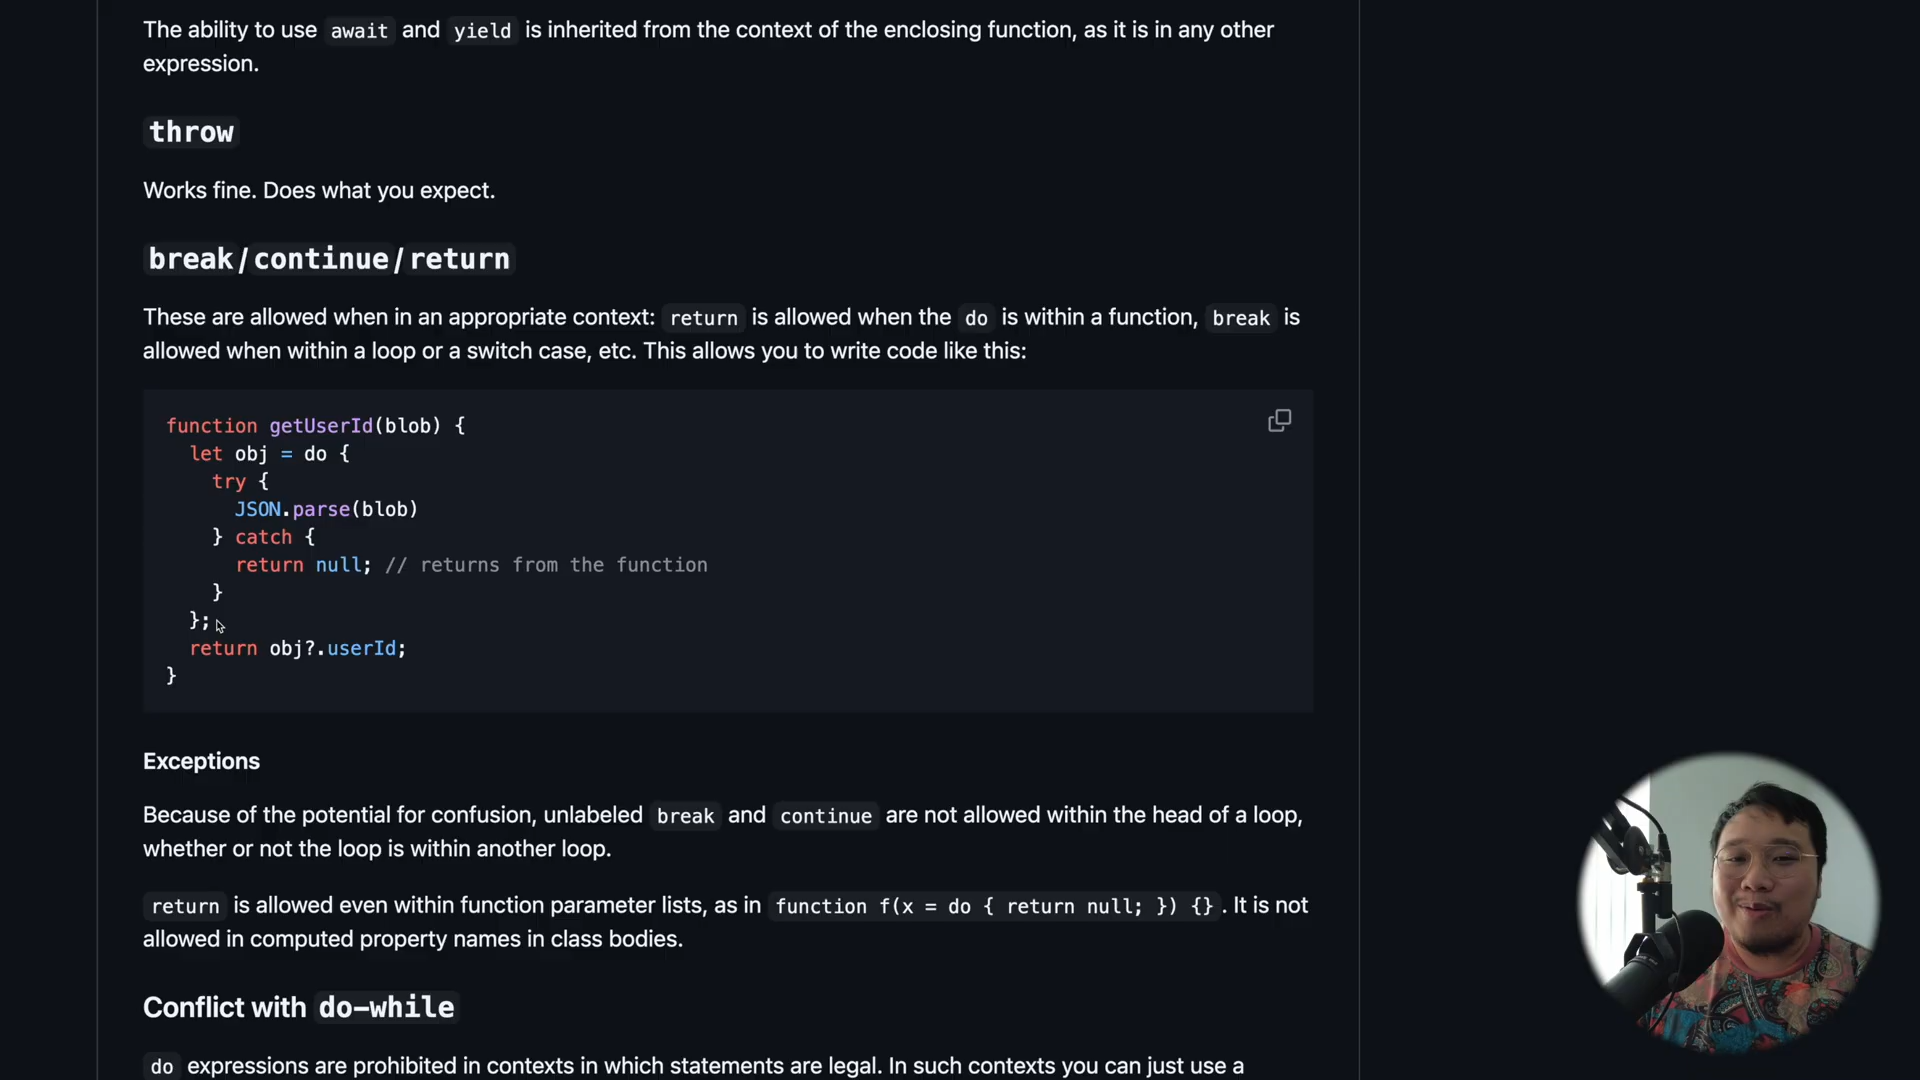 The ability to use await and yield is inherited from the context of the enclosing function, as it is in any other
expression.
throw
Works fine. Does what you expect.
break/continue/return
These are allowed when in an appropriate context: return is allowed when the do is within a function, break is
allowed when within a loop or a switch case, etc. This allows you to write code like this:
function getUserId(blob) {
  let obj = do {
    try {
      JSON.parse(blob)
    } catch {
      return null; // returns from the function
    }
  };
  return obj?.userId;
}
Exceptions
Because of the potential for confusion, unlabeled break and continue are not allowed within the head of a loop,
whether or not the loop is within another loop.
return is allowed even within function parameter lists, as in function f(x = do { return null; }) {}. It is not
allowed in computed property names in class bodies.
Conflict with do-while
do expressions are prohibited in contexts in which statements are legal. In such contexts you can just use a